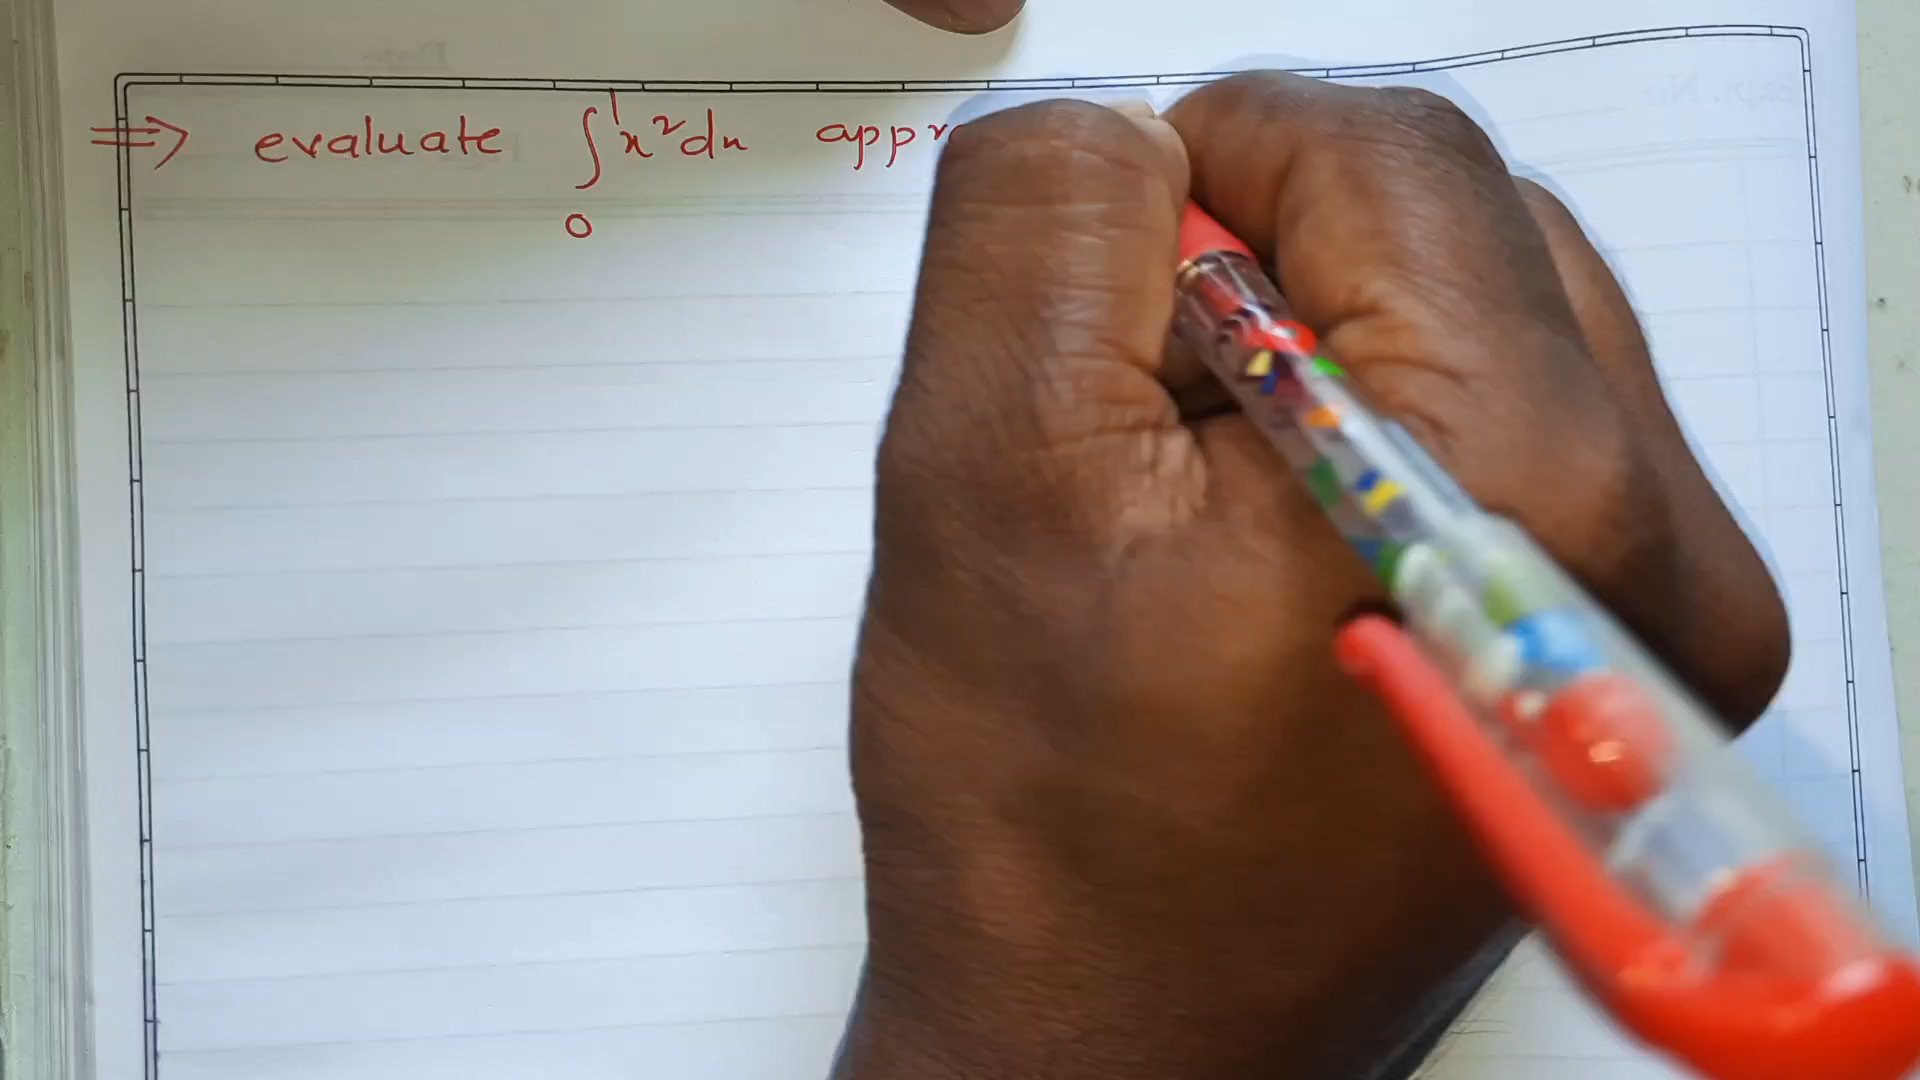 ⇒ evaluate ∫₀¹ x²dx appr